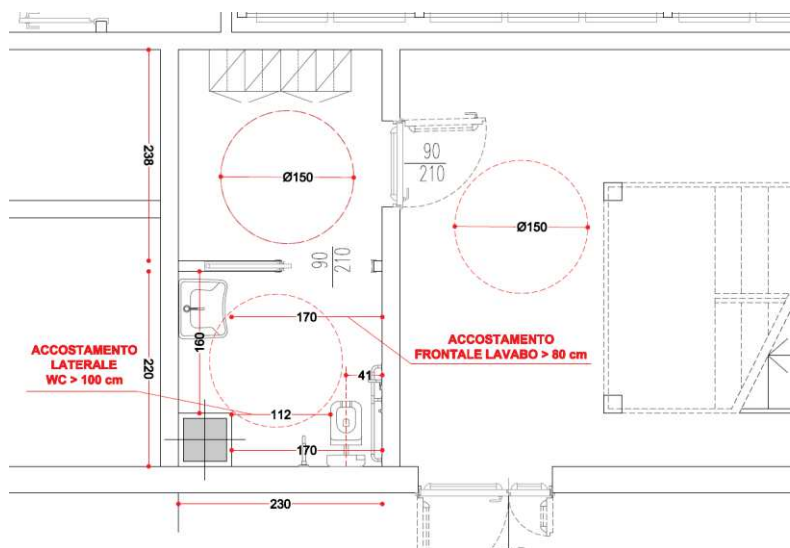 238
Ø150
90
210
Ø150
90
210
170
160
ACCOSTAMENTO
LATERALE
WC > 100 cm
220
ACCOSTAMENTO
FRONTALE LAVABO > 80 cm
41
112
170
230